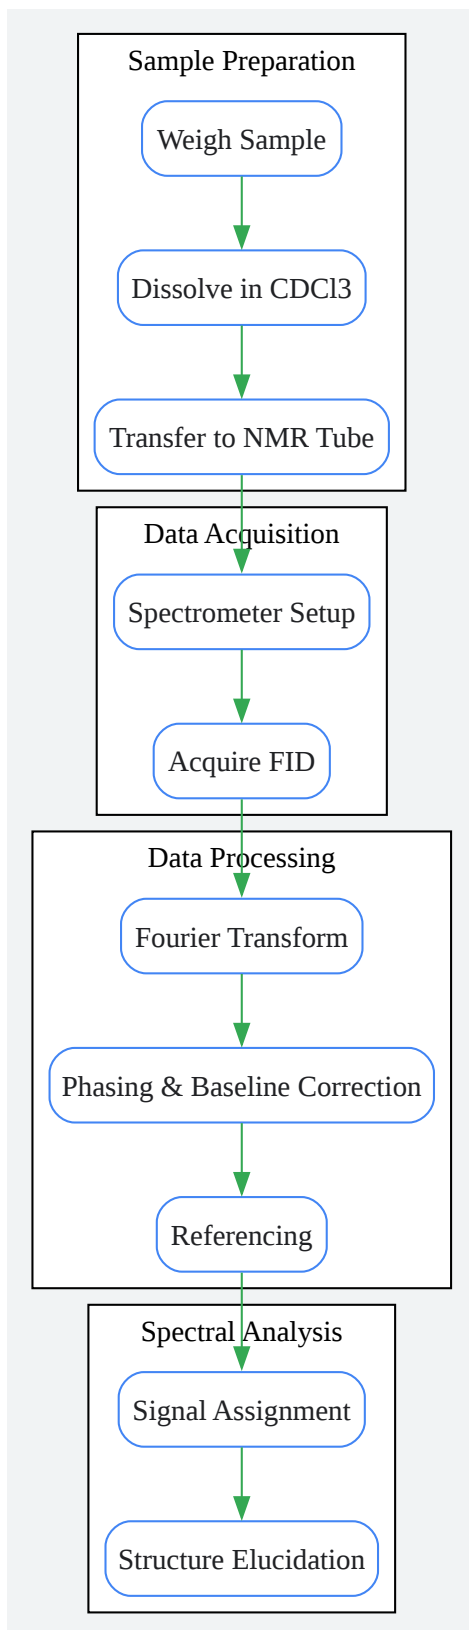 Sample Preparation
Weigh Sample
Dissolve in CDCl3
Transfer to NMR Tube
Data Acquisition
Spectrometer Setup
Acquire FID
Data Processing
Fourier Transform
Phasing & Baseline Correction
Referencing
Spectral Analysis
Signal Assignment
Structure Elucidation